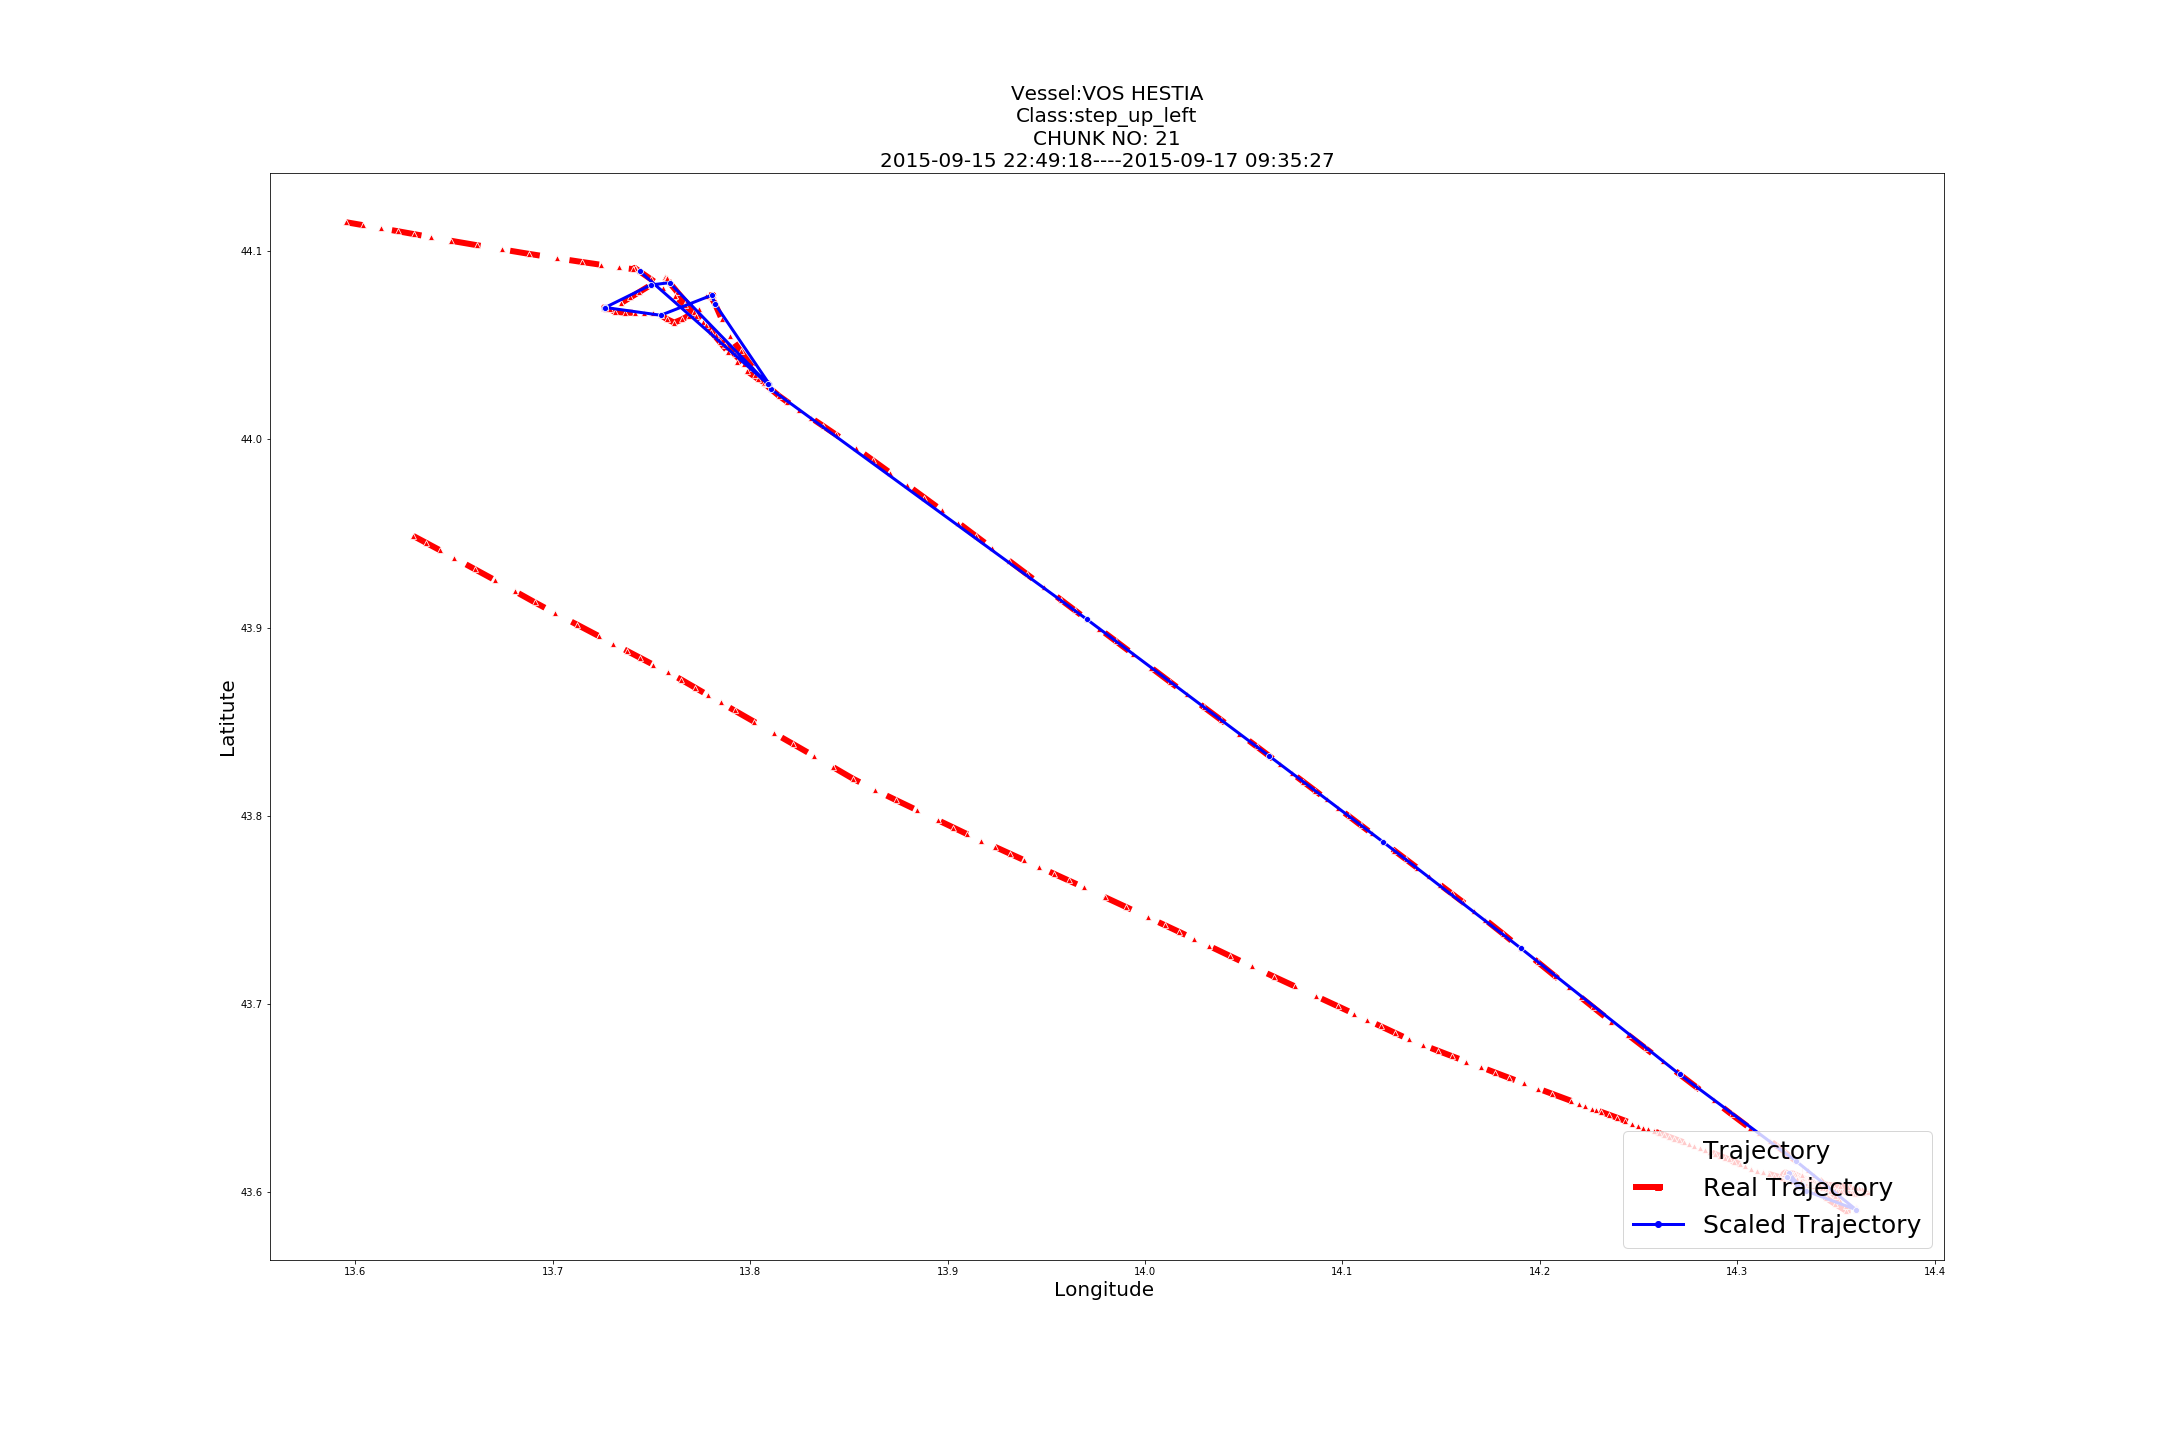 Vessel:VOS HESTIA
Class:step_up_left
CHUNK NO: 21
2015-09-15 22:49:18----2015-09-17 09:35:27
44.1
44.0
43.9
43.8
43.7
43.6
Latitute
13.6 13.7 13.8 13.9 14.0 14.1 14.2 14.3 14.4
Longitude
Trajectory
Real Trajectory
Scaled Trajectory